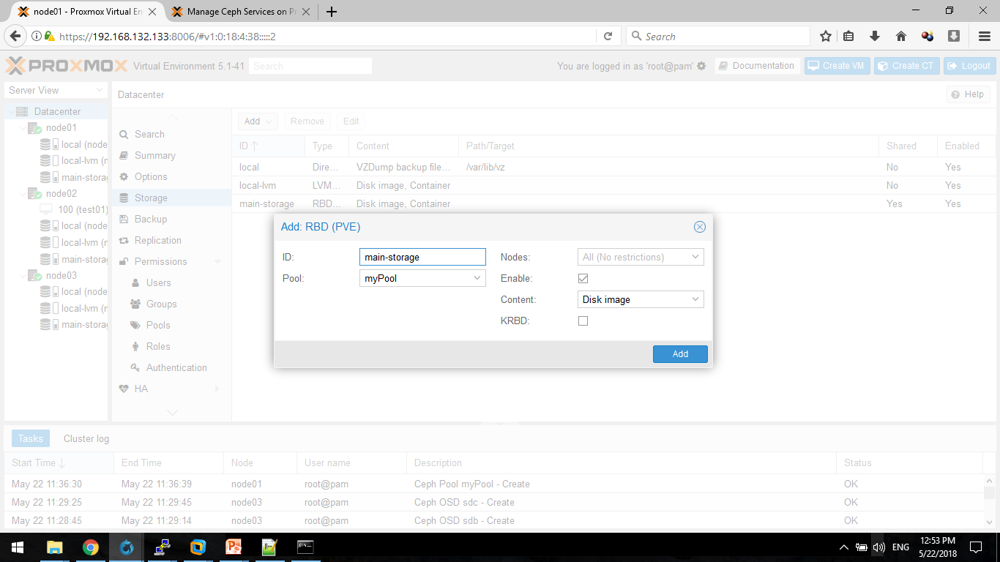 node01 - Proxmox Virtual En
Manage Ceph Services on Pr
https://192.168.132.133:8006/#v1:0:18:4:38:::::2
Search
PROXMOX Virtual Environment 5.1-41 Search You are logged in as 'root@pam' Documentation Create VM Create CT Logout
Server View
Datacenter
Help
Datacenter
node01
local (node
local-lvm (n
main-storag
node02
100 (test01)
local (node
local-lvm (n
main-storag
node03
local (node
local-lvm (n
main-storag
Search
Summary
Options
Storage
Backup
Replication
Permissions
Users
Groups
Pools
Roles
Authentication
HA
Add Remove Edit
ID Type Content Path/Target Shared Enabled
local Dire... VZDump backup file... /var/lib/vz No Yes
local-lvm LVM... Disk image, Container No Yes
main-storage RBD... Disk image, Container Yes Yes
Add: RBD (PVE)
ID: main-storage Nodes: All (No restrictions)
Pool: myPool Enable:
Content: Disk image
KRBD:
Add
Tasks Cluster log
Start Time End Time Node User name Description Status
May 22 11:36:30 May 22 11:36:39 node01 root@pam Ceph Pool myPool - Create OK
May 22 11:29:25 May 22 11:29:45 node03 root@pam Ceph OSD sdc - Create OK
May 22 11:28:45 May 22 11:29:14 node03 root@pam Ceph OSD sdb - Create OK
ENG
12:53 PM
5/22/2018